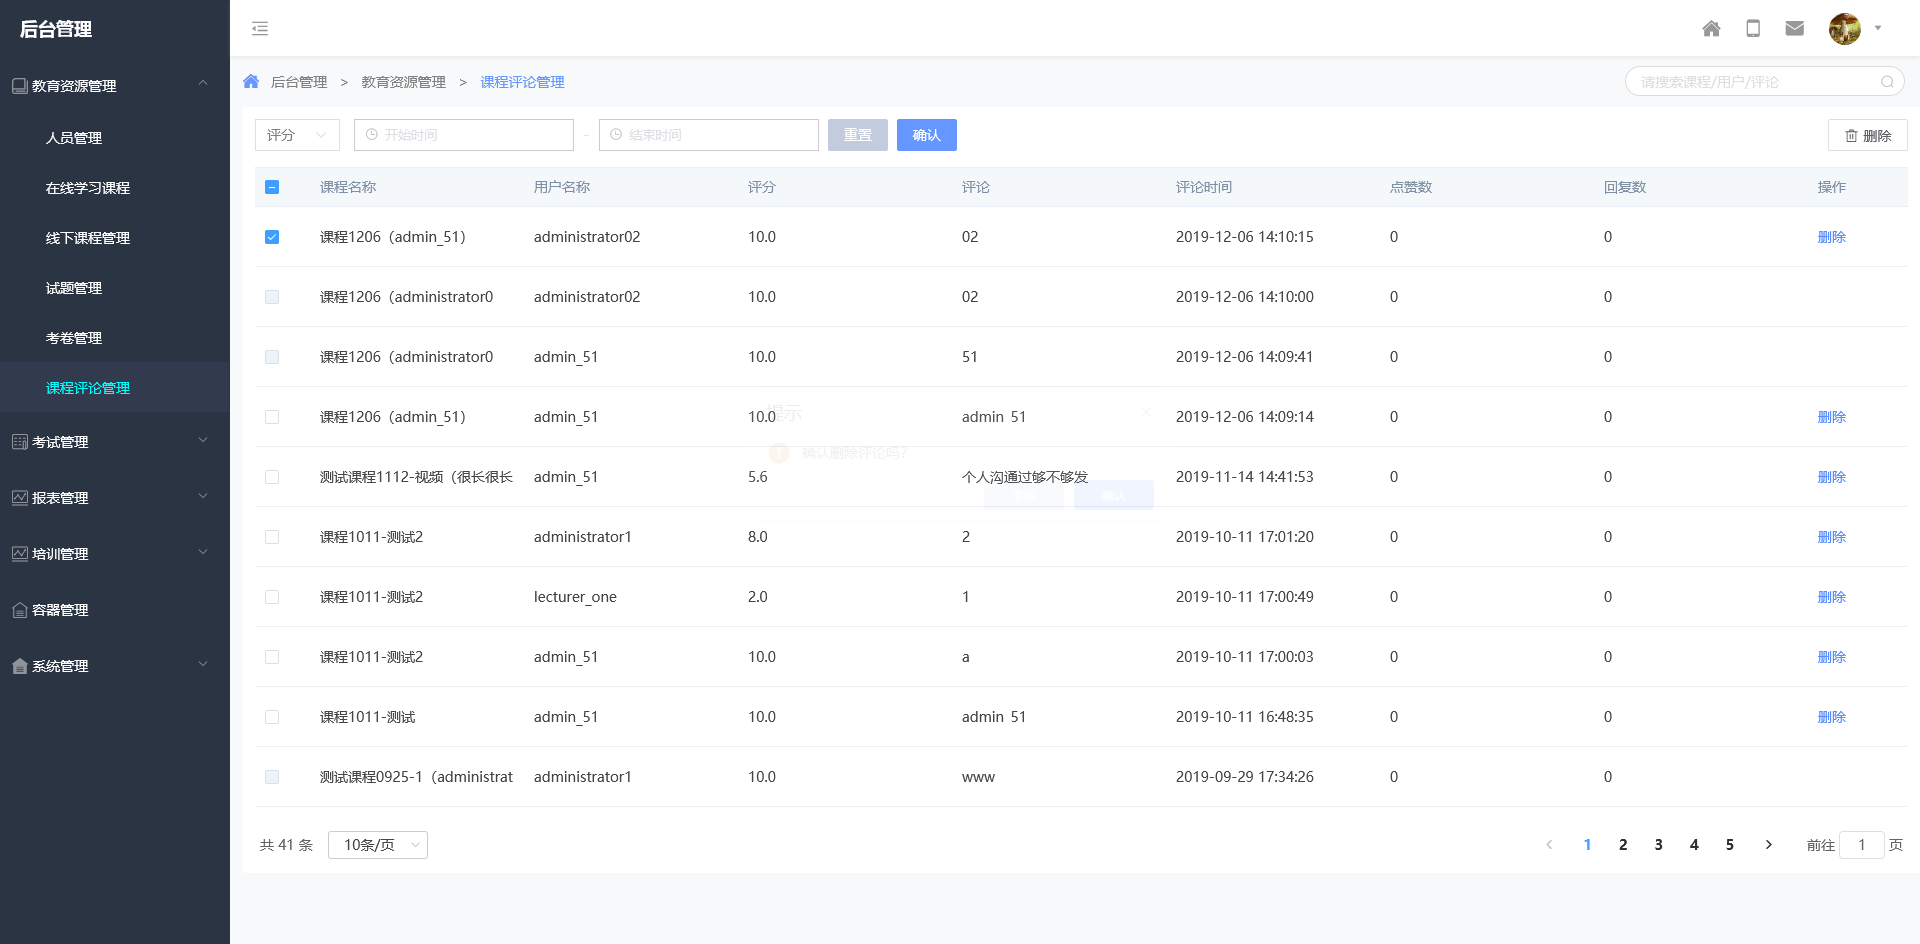 后台管理
教育资源管理
人员管理
在线学习课程
线下课程管理
试题管理
考卷管理
课程评论管理
考试管理
报表管理
培训管理
容器管理
系统管理
后台管理 > 教育资源管理 > 课程评论管理
请搜索课程/用户/评论
评分 开始时间 - 结束时间 重置 确认 删除
课程名称 用户名称 评分 评论 评论时间 点赞数 回复数 操作
课程1206（admin_51） administrator02 10.0 02 2019-12-06 14:10:15 0 0 删除
课程1206（administrator0 administrator02 10.0 02 2019-12-06 14:10:00 0 0
课程1206（administrator0 admin_51 10.0 51 2019-12-06 14:09:41 0 0
课程1206（admin_51） admin_51 10.0 admin 51 2019-12-06 14:09:14 0 0 删除
提示
确认删除评论吗?
测试课程1112-视频（很长很长 admin_51 5.6 个人沟通过够不够发 2019-11-14 14:41:53 0 0 删除
确认
课程1011-测试2 administrator1 8.0 2 2019-10-11 17:01:20 0 0 删除
课程1011-测试2 lecturer_one 2.0 1 2019-10-11 17:00:49 0 0 删除
课程1011-测试2 admin_51 10.0 a 2019-10-11 17:00:03 0 0 删除
课程1011-测试 admin_51 10.0 admin 51 2019-10-11 16:48:35 0 0 删除
测试课程0925-1（administrat administrator1 10.0 www 2019-09-29 17:34:26 0 0
共 41 条 10条/页 1 2 3 4 5 前往 1 页